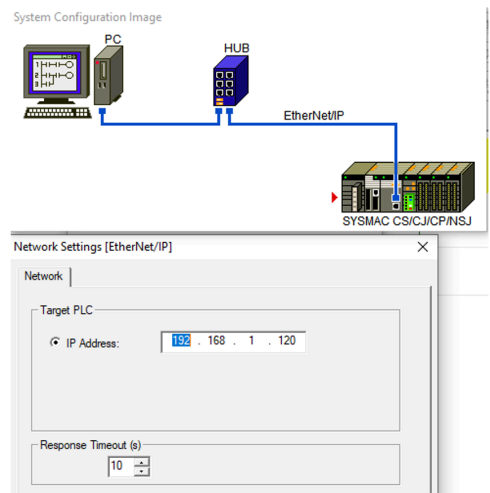 System Configuration Image
PC
HUB
EtherNet/IP
SYSMAC CS/CJ/CP/NSJ
Network Settings [EtherNet/IP]
Network
Target PLC
IP Address: 192 . 168 . 1 . 120
Response Timeout (s)
10